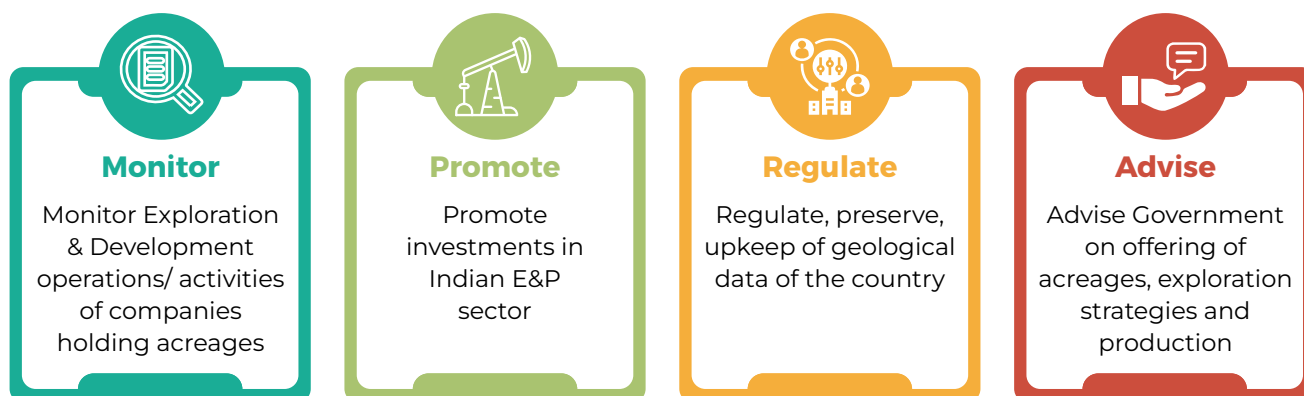 Monitor
Monitor Exploration
& Development
operations/ activities
of companies
holding acreages
Promote
Promote
investments in
Indian E&P
sector
Regulate
Regulate, preserve,
upkeep of geological
data of the country
Advise
Advise Government
on offering of
acreages, exploration
strategies and
production